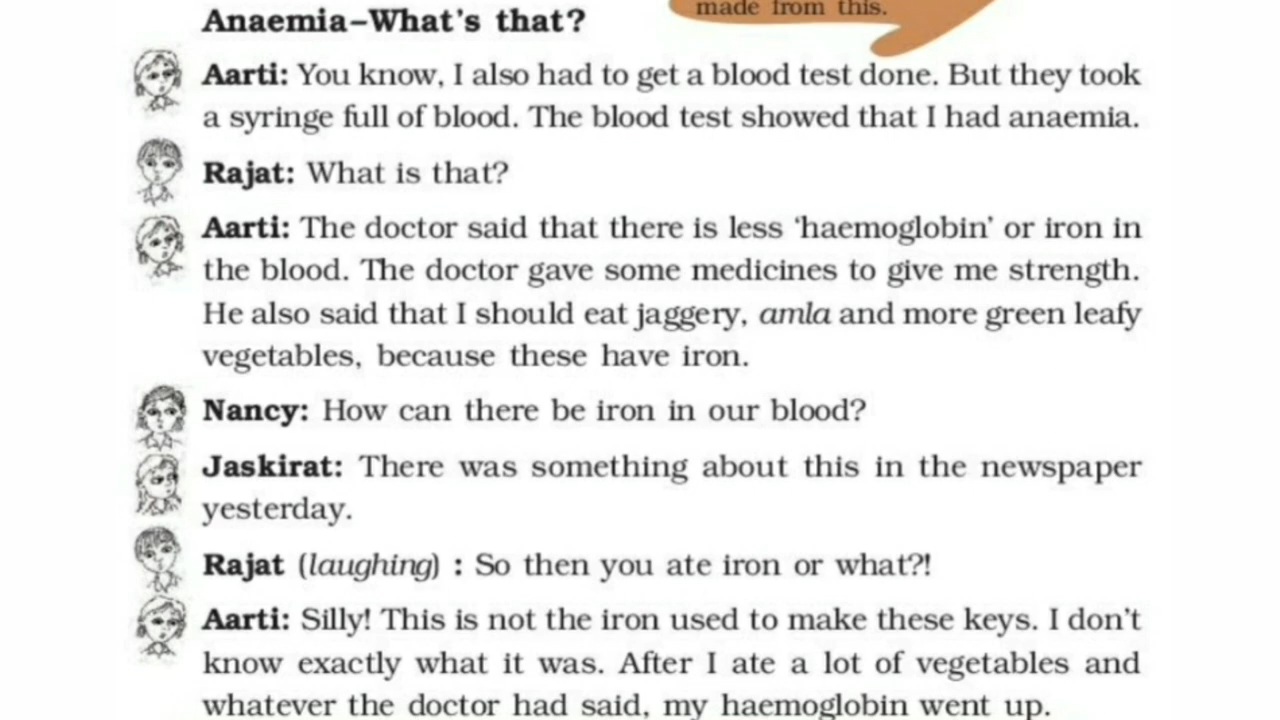 made from this.
Anaemia–What's that?
Aarti: You know, I also had to get a blood test done. But they took
a syringe full of blood. The blood test showed that I had anaemia.
Rajat: What is that?
Aarti: The doctor said that there is less 'haemoglobin' or iron in
the blood. The doctor gave some medicines to give me strength.
He also said that I should eat jaggery, amla and more green leafy
vegetables, because these have iron.
Nancy: How can there be iron in our blood?
Jaskirat: There was something about this in the newspaper
yesterday.
Rajat (laughing) : So then you ate iron or what?!
Aarti: Silly! This is not the iron used to make these keys. I don't
know exactly what it was. After I ate a lot of vegetables and
whatever the doctor had said, my haemoglobin went up.